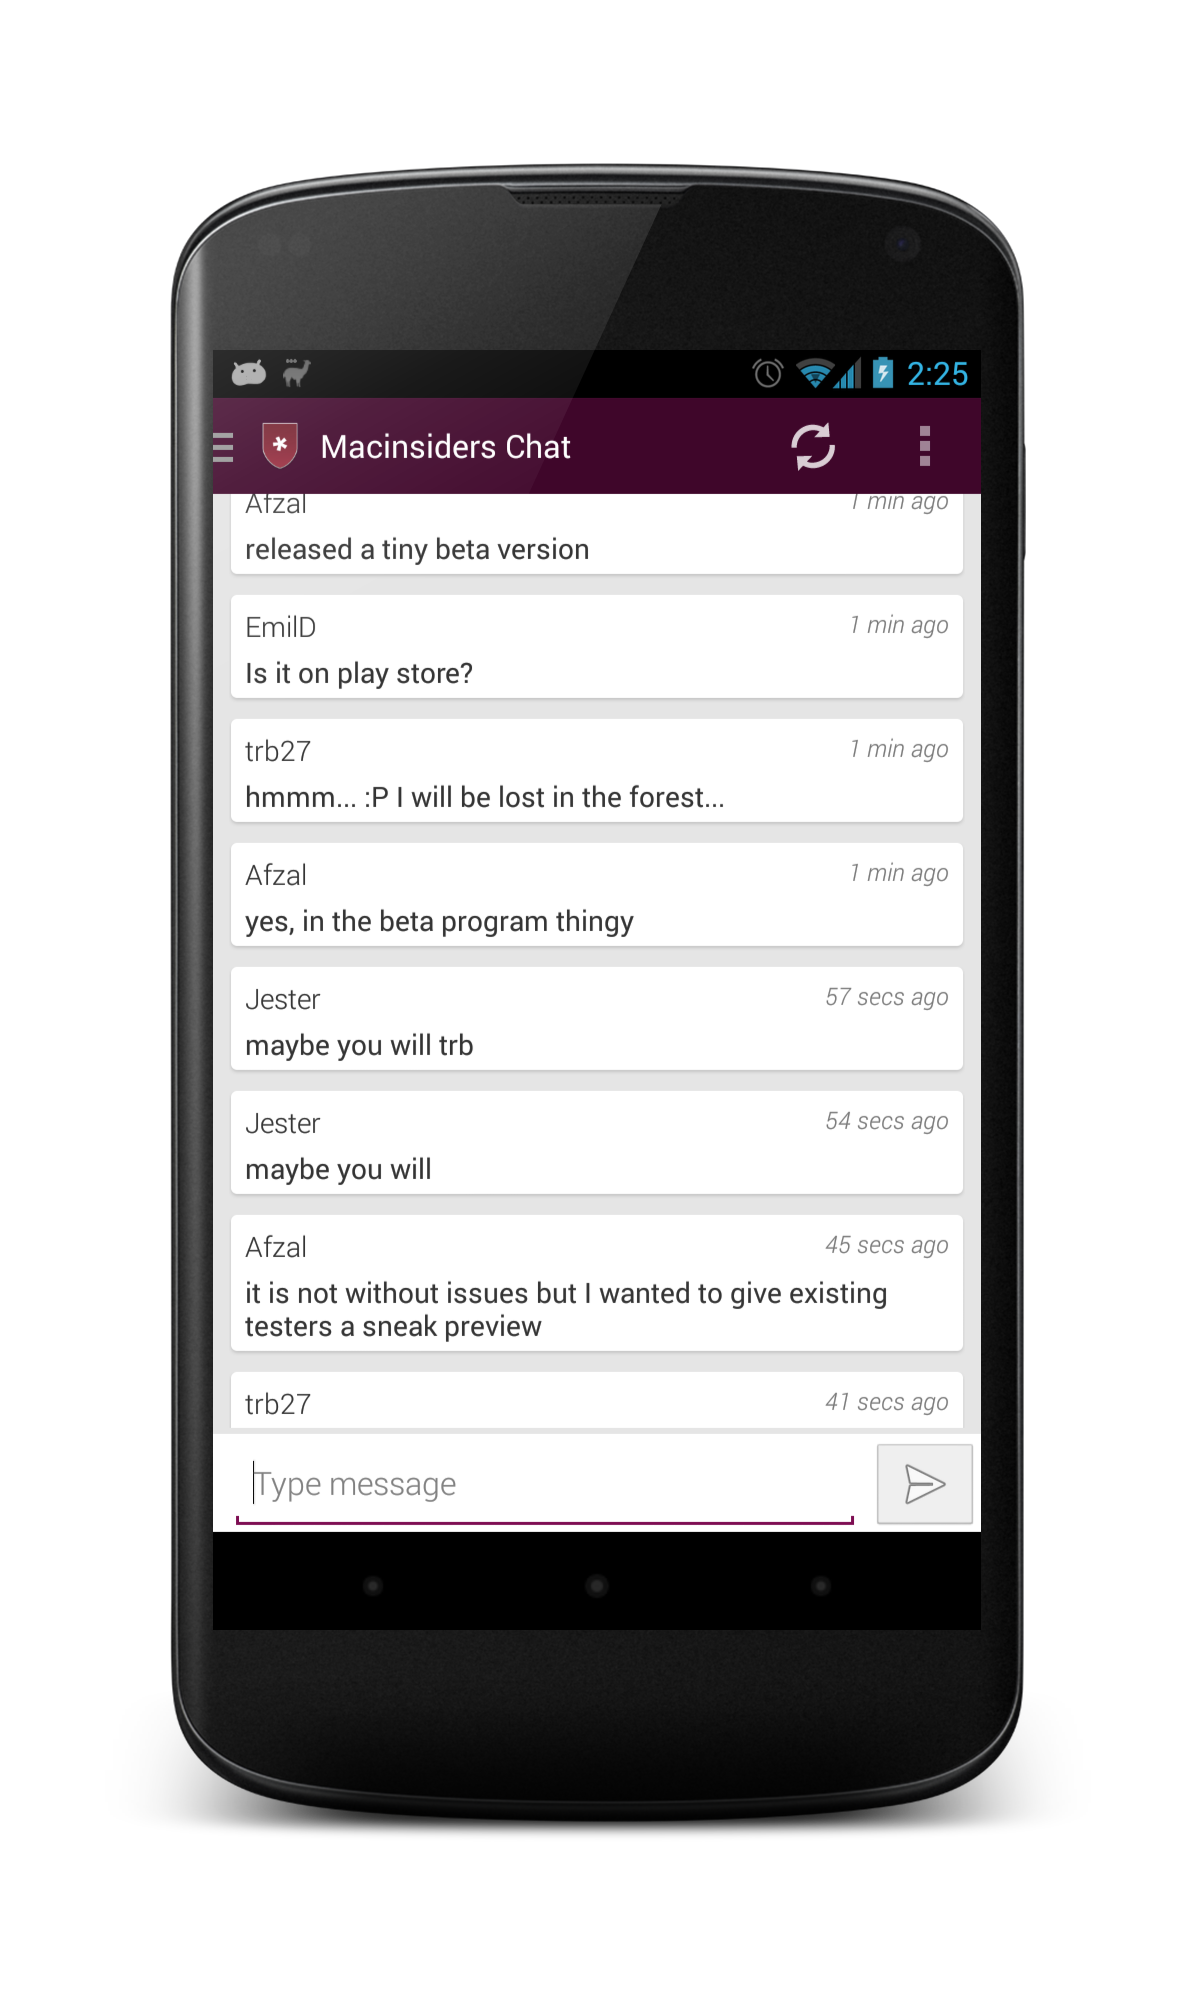 2:25
Macinsiders Chat
Afzal
1 min ago
released a tiny beta version
EmilD
1 min ago
Is it on play store?
trb27
1 min ago
hmmm... :P I will be lost in the forest...
Afzal
1 min ago
yes, in the beta program thingy
Jester
57 secs ago
maybe you will trb
Jester
54 secs ago
maybe you will
Afzal
45 secs ago
it is not without issues but I wanted to give existing
testers a sneak preview
trb27
41 secs ago
Type message